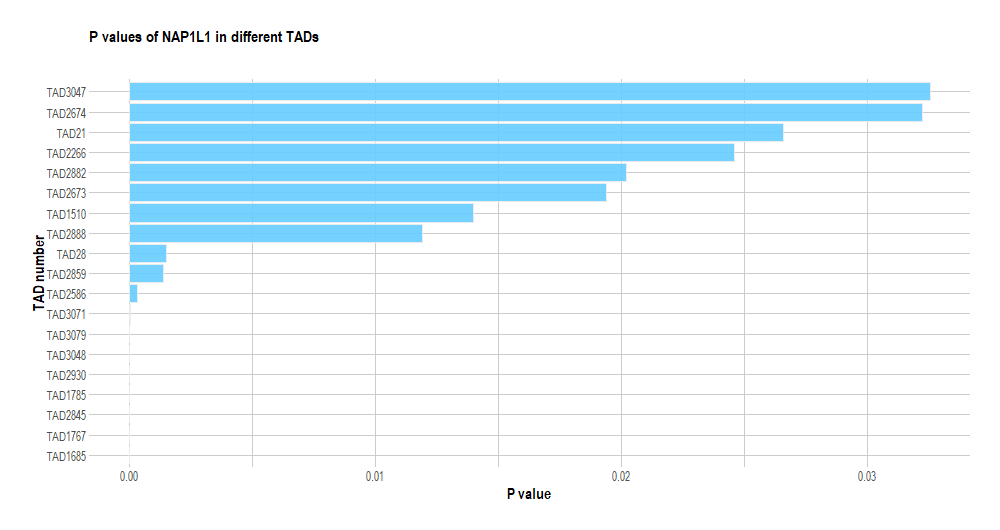 P values of NAP1L1 in different TADs
TAD number
TAD3047
TAD2674
TAD21
TAD2266
TAD2882
TAD2673
TAD1510
TAD2888
TAD28
TAD2859
TAD2586
TAD3071
TAD3079
TAD3048
TAD2930
TAD1785
TAD2845
TAD1767
TAD1685
0.00 0.01 0.02 0.03
P value